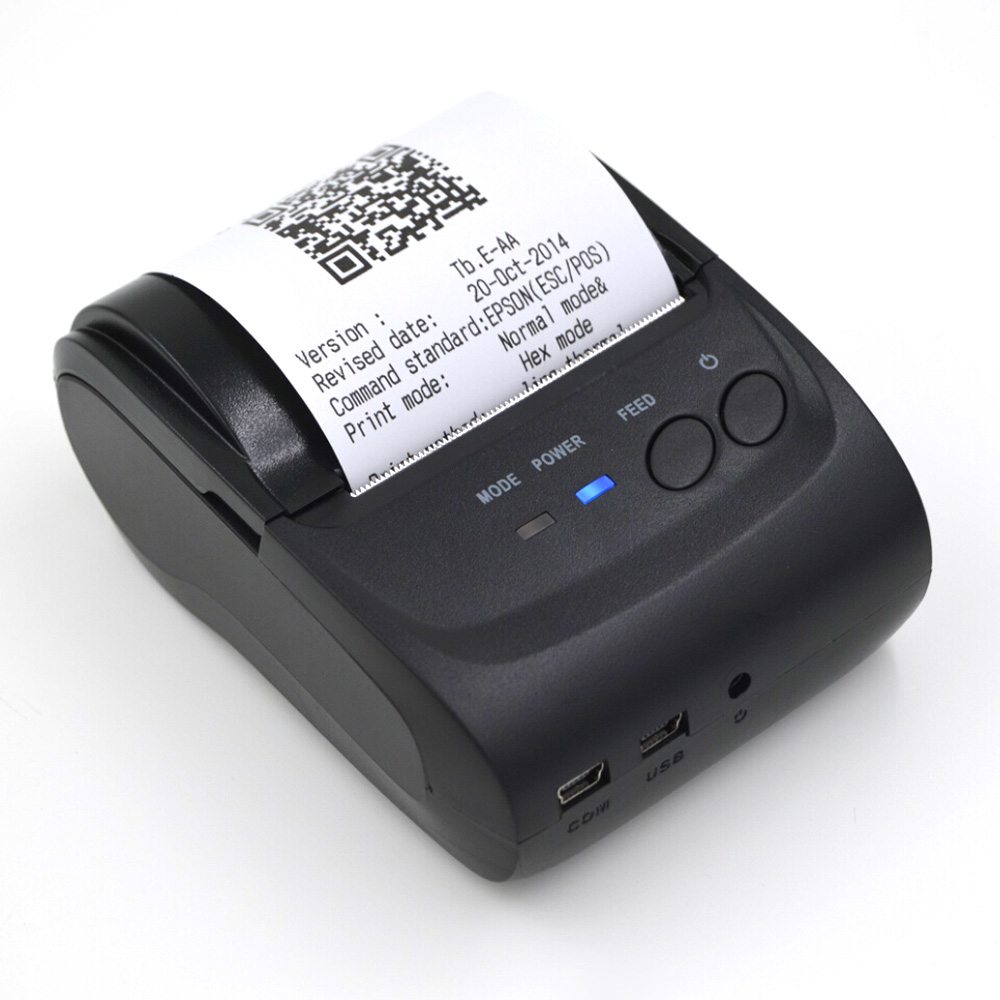 Version : Tb.E-AA
Revised date: 20-Oct-2014
Command standard:EPSON(ESC/POS)
Print mode: Normal mode&
Hex mode
MODE POWER FEED
COM USB